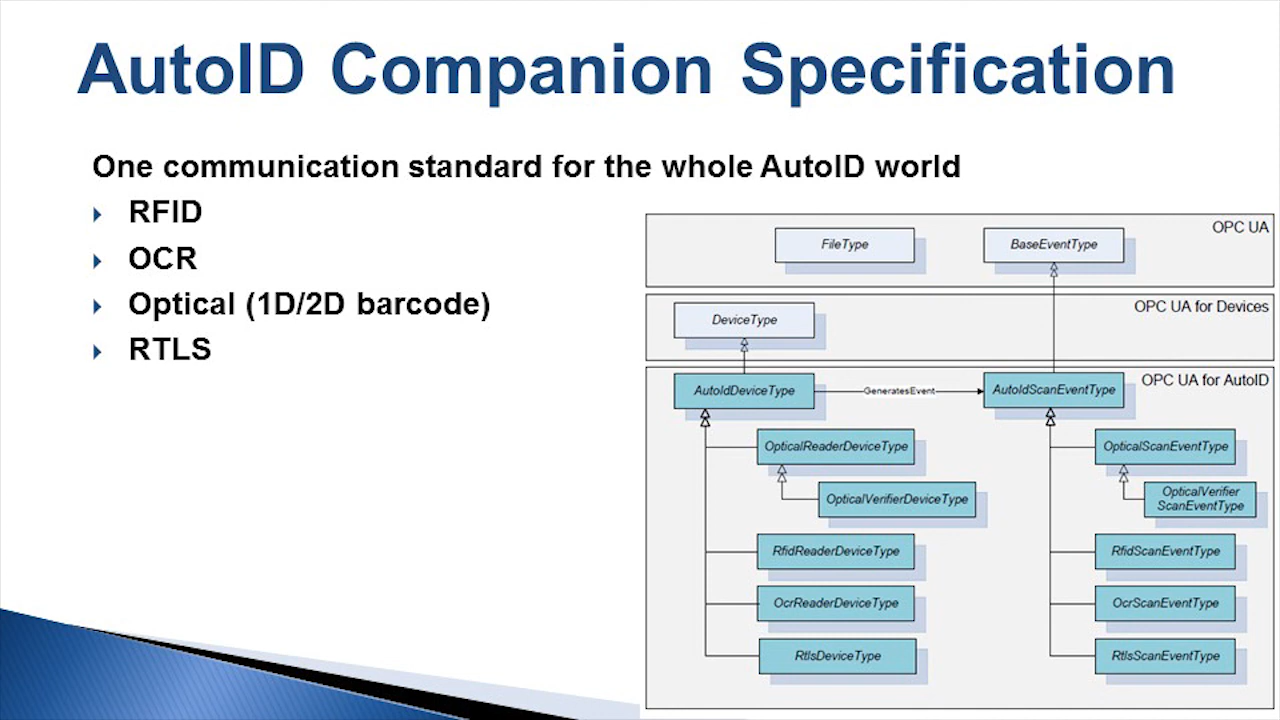 AutoID Companion Specification
One communication standard for the whole AutoID world
RFID
OCR
Optical (1D/2D barcode)
RTLS
OPC UA
FileType
BaseEventType
OPC UA for Devices
DeviceType
OPC UA for AutoID
AutoIdDeviceType
GeneratesEvent
AutoIdScanEventType
OpticalReaderDeviceType
OpticalScanEventType
OpticalVerifierDeviceType
OpticalVerifier
ScanEventType
RfidReaderDeviceType
RfidScanEventType
OcrReaderDeviceType
OcrScanEventType
RtlsDeviceType
RtlsScanEventType